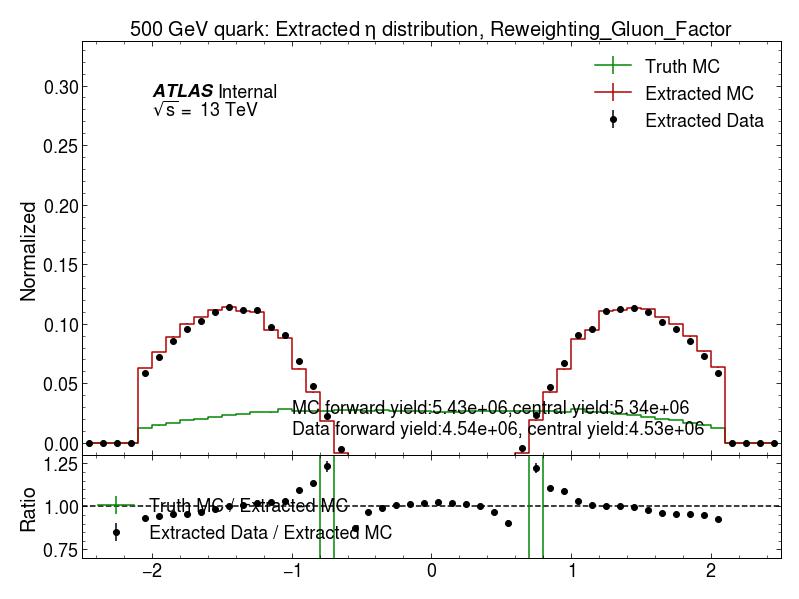 500 GeV quark: Extracted η distribution, Reweighting_Gluon_Factor
ATLAS Internal
√s = 13 TeV
Truth MC
Extracted MC
Extracted Data
Normalized
0.30
0.25
0.20
0.15
0.10
0.05
0.00
MC forward yield:5.43e+06,central yield:5.34e+06
Data forward yield:4.54e+06, central yield:4.53e+06
Ratio
1.25
1.00
0.75
Truth MC / Extracted MC
Extracted Data / Extracted MC
−2
−1
0
1
2